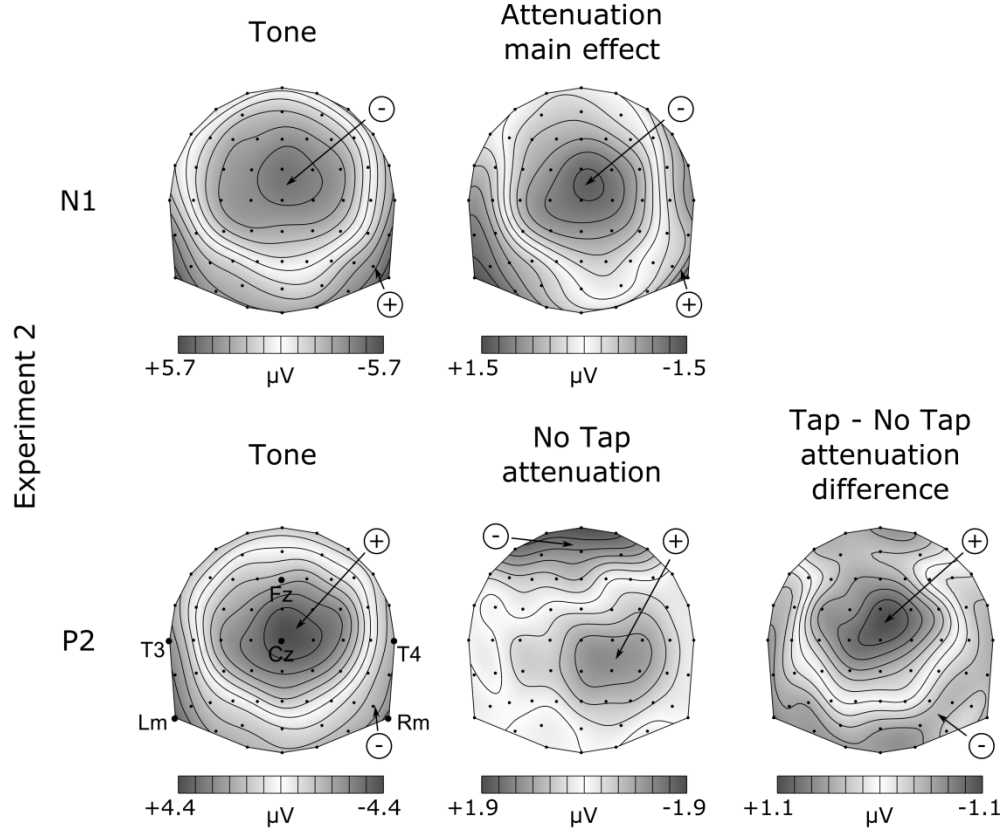 Tone
Attenuation
main effect
-
-
N1
+
+
+5.7
-5.7
µV
+1.5
-1.5
µV
Experiment 2
Tone
No Tap
attenuation
Tap - No Tap
attenuation
difference
+
-
+
+
Fz
P2
T3
Cz
T4
Lm
Rm
-
-
+4.4
-4.4
µV
+1.9
-1.9
µV
+1.1
-1.1
µV